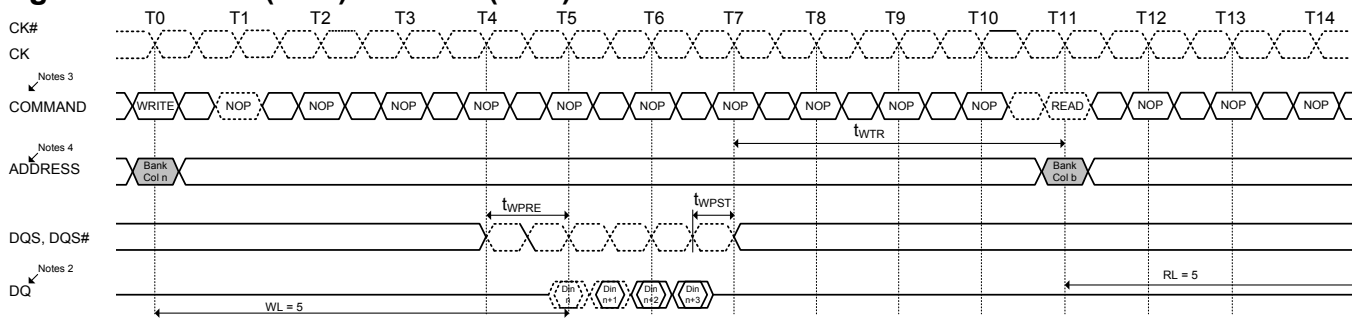 T0 T1 T2 T3 T4 T5 T6 T7 T8 T9 T10 T11 T12 T13 T14
CK#
CK
Notes 3
COMMAND WRITE NOP NOP NOP NOP NOP NOP NOP NOP NOP NOP READ NOP NOP NOP
tWTR
Notes 4
ADDRESS
Bank Bank
Col n Col b
tWPRE tWPST
DQS, DQS#
Notes 2
DQ
Din Din Din Din
n n+1 n+2 n+3
RL = 5
WL = 5